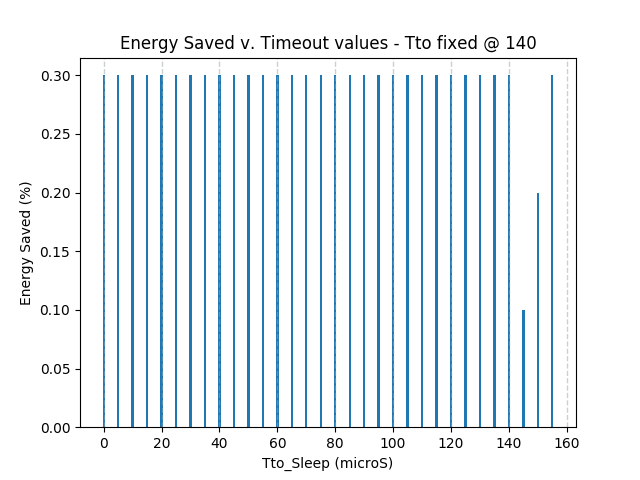 Energy Saved v. Timeout values - Tto fixed @ 140
0.30
0.25
0.20
0.15
0.10
0.05
0.00
Energy Saved (%)
0 20 40 60 80 100 120 140 160
Tto_Sleep (microS)